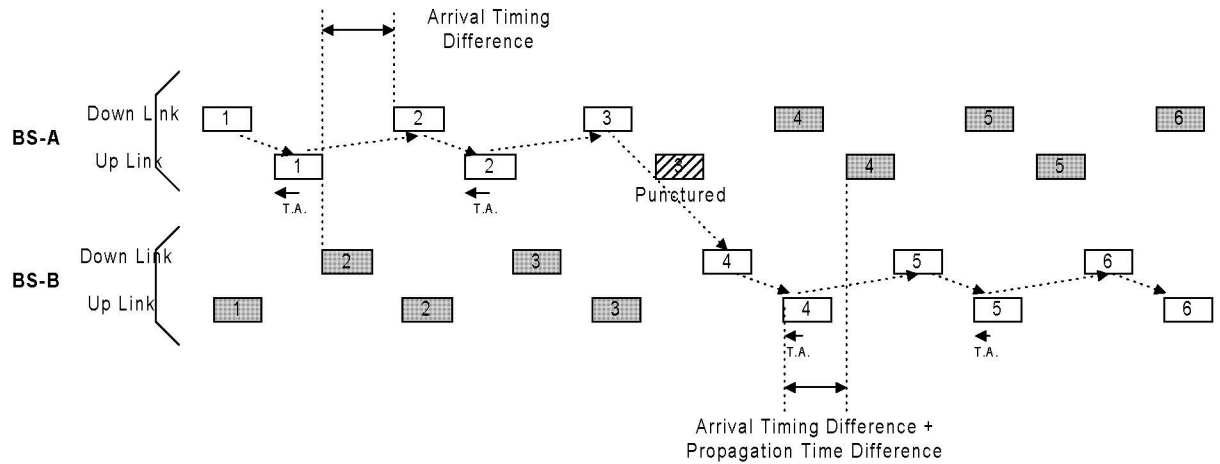 Arrival Timing
Difference
BS-A
Down Link
1 2 3 4 5 6
Up Link
1 2 3 4 5
T.A. T.A. Punctured
BS-B
Down Link
2 3 4 5 6
Up Link
1 2 3 4 5 6
T.A. T.A.
Arrival Timing Difference +
Propagation Time Difference